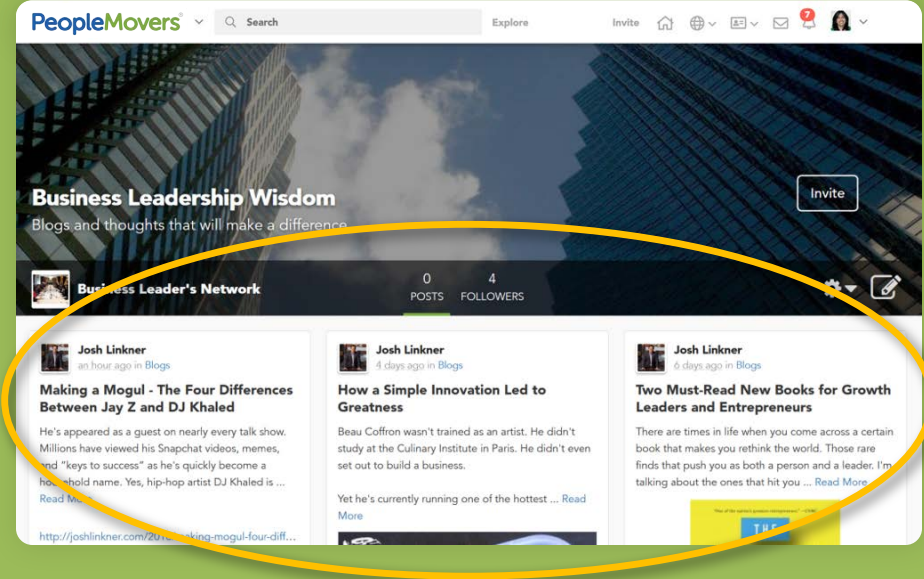 PeopleMovers
Search
Explore
Invite
7
Business Leadership Wisdom
Blogs and thoughts that will make a difference
Invite
Business Leader's Network
0
POSTS
4
FOLLOWERS
Josh Linkner
an hour ago in Blogs
Making a Mogul - The Four Differences
Between Jay Z and DJ Khaled
He's appeared as a guest on nearly every talk show.
Millions have viewed his Snapchat videos, memes,
and "keys to success" as he's quickly become a
household name. Yes, hip-hop artist DJ Khaled is ...
Read More
http://joshlinkner.com/201 making-mogul-four-diff...
Josh Linkner
4 days ago in Blogs
How a Simple Innovation Led to
Greatness
Beau Coffron wasn't trained as an artist. He didn't
study at the Culinary Institute in Paris. He didn't even
set out to build a business.
Yet he's currently running one of the hottest ... Read
More
Josh Linkner
6 days ago in Blogs
Two Must-Read New Books for Growth
Leaders and Entrepreneurs
There are times in life when you come across a certain
book that makes you rethink the world. Those rare
finds that push you as both a person and a leader. I'm
talking about the ones that hit you ... Read More
THE